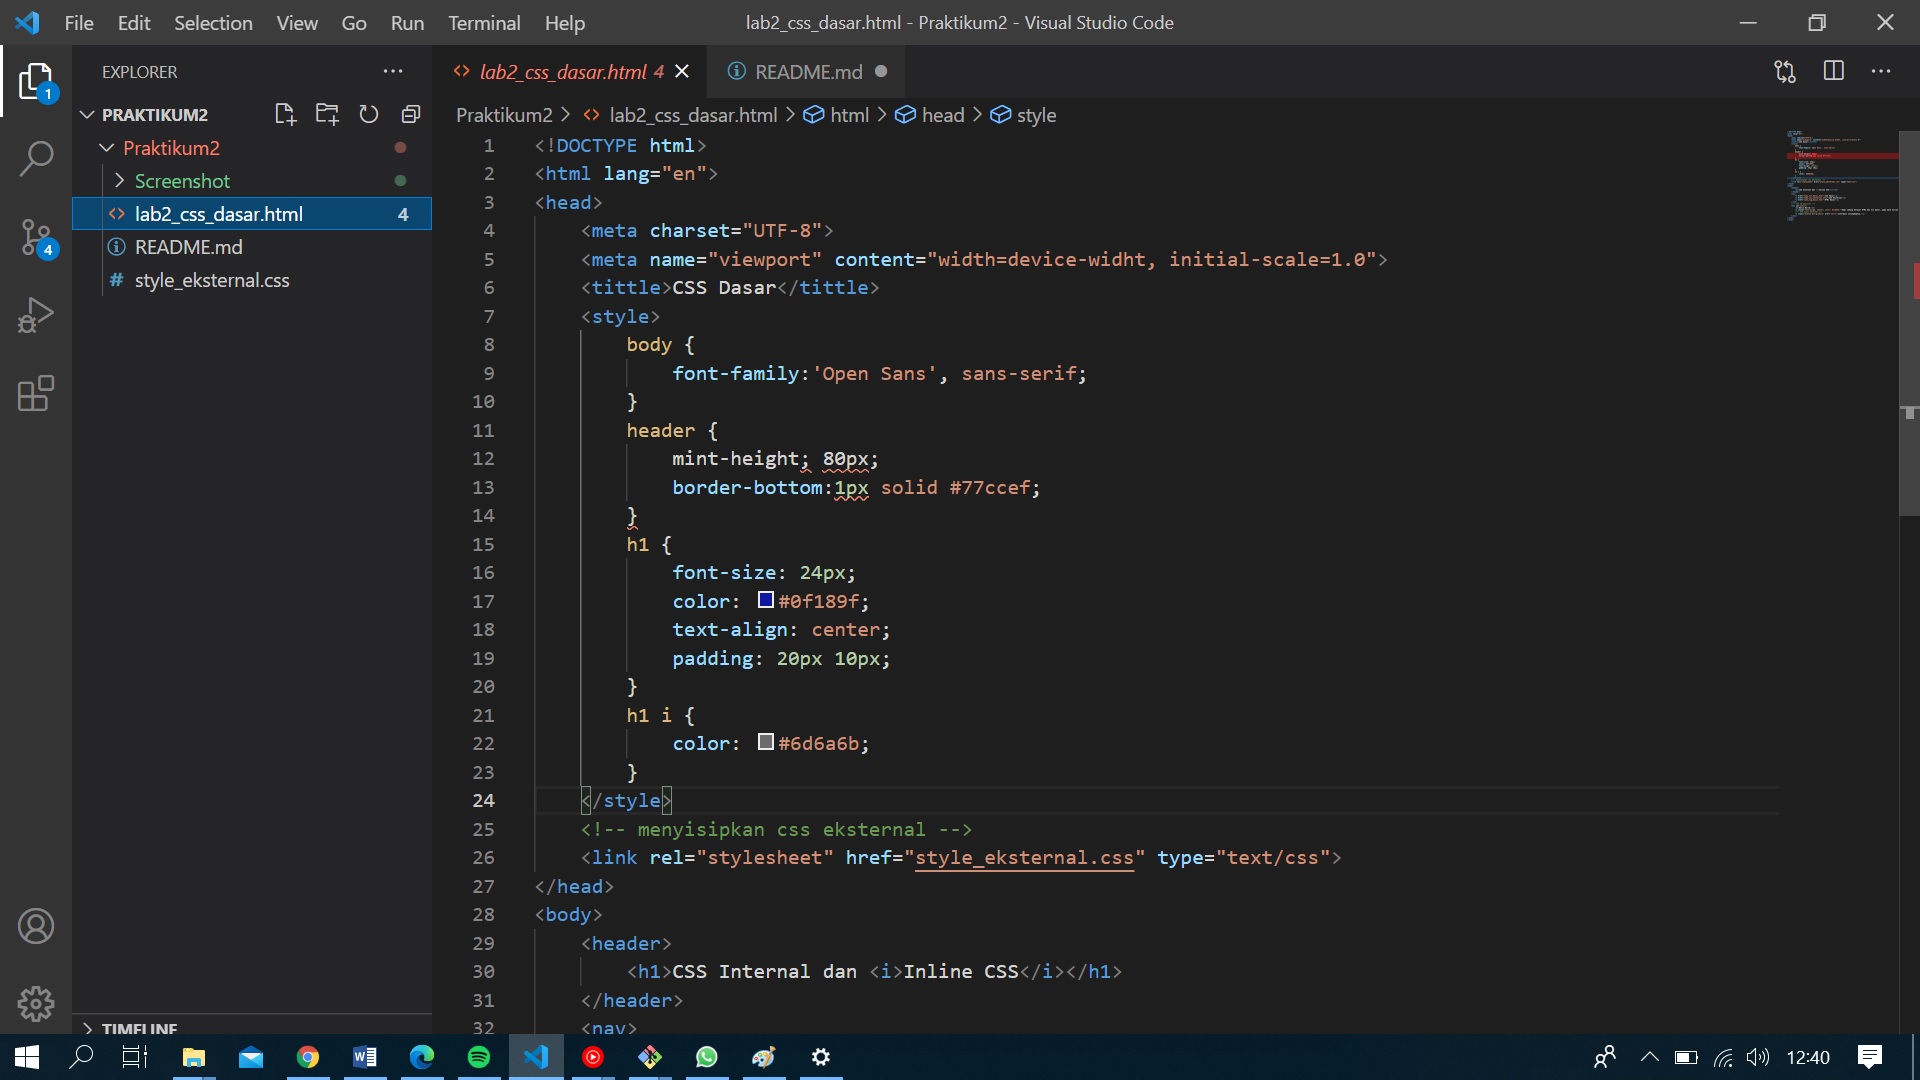 File Edit Selection View Go Run Terminal Help
lab2_css_dasar.html - Praktikum2 - Visual Studio Code
EXPLORER
PRAKTIKUM2
Praktikum2
Screenshot
lab2_css_dasar.html 4
README.md
style_eksternal.css
TIMELINE
1
4
lab2_css_dasar.html 4
README.md
Praktikum2 > lab2_css_dasar.html > html > head > style
1 <!DOCTYPE html>
2 <html lang="en">
3 <head>
4 <meta charset="UTF-8">
5 <meta name="viewport" content="width=device-widht, initial-scale=1.0">
6 <tittle>CSS Dasar</tittle>
7 <style>
8 body {
9 font-family:'Open Sans', sans-serif;
10 }
11 header {
12 mint-height; 80px;
13 border-bottom:1px solid #77ccef;
14 }
15 h1 {
16 font-size: 24px;
17 color: #0f189f;
18 text-align: center;
19 padding: 20px 10px;
20 }
21 h1 i {
22 color: #6d6a6b;
23 }
24 </style>
25 <!-- menyisipkan css eksternal -->
26 <link rel="stylesheet" href="style_eksternal.css" type="text/css">
27 </head>
28 <body>
29 <header>
30 <h1>CSS Internal dan <i>Inline CSS</i></h1>
31 </header>
32 <nav>
12:40